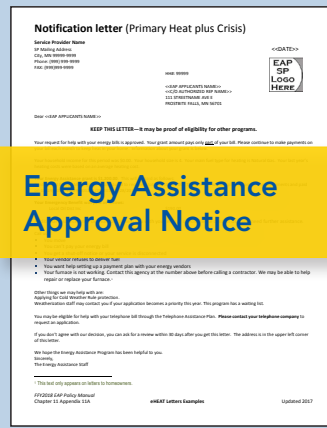 Notification letter (Primary Heat plus Crisis)
Service Provider Name
SP Mailing Address
City, MN 99999-9999
Phone: (999) 999-9999
FAX: (999)999-9999
<<DATE>>
EAP
SP
LOGO
HERE
HH#: 99999
<<EAP APPLICANTS NAME>>
<<C/O AUTHORIZED REP NAME>>
111 STREETNAME AVE E
FROSTBITE FALLS, MN 56701
Dear <<EAP APPLICANTS NAME>>
KEEP THIS LETTER—It may be proof of eligibility for other programs.
Your request for help with your energy bills is approved. Your grant amount pays only part of your bill. Please continue to make payments on
Energy Assistance
Approval Notice
Your vendor refuses to deliver fuel
You want help setting up a payment plan with your energy vendors
Your furnace is not working. Contact this agency at the number above before calling a contractor. We may be able to help
repair or replace your furnace.
Other things we may help with are:
Applying for Cold Weather Rule protection.
Weatherization staff may contact you if your application becomes a priority this year. This program has a waiting list.
You may be eligible for help with your telephone bill through the Telephone Assistance Plan. Please contact your telephone company to
request an application.
If you don't agree with our decision, you can ask for a review within 30 days after you get this letter. The address is in the upper left corner
of this letter.
We hope the Energy Assistance Program has been helpful to you.
Sincerely,
The Energy Assistance Staff
This text only appears on letters to homeowners.
FFY2018 EAP Policy Manual
Chapter 11 Appendix 11A
eHEAT Letters Examples
Updated 2017